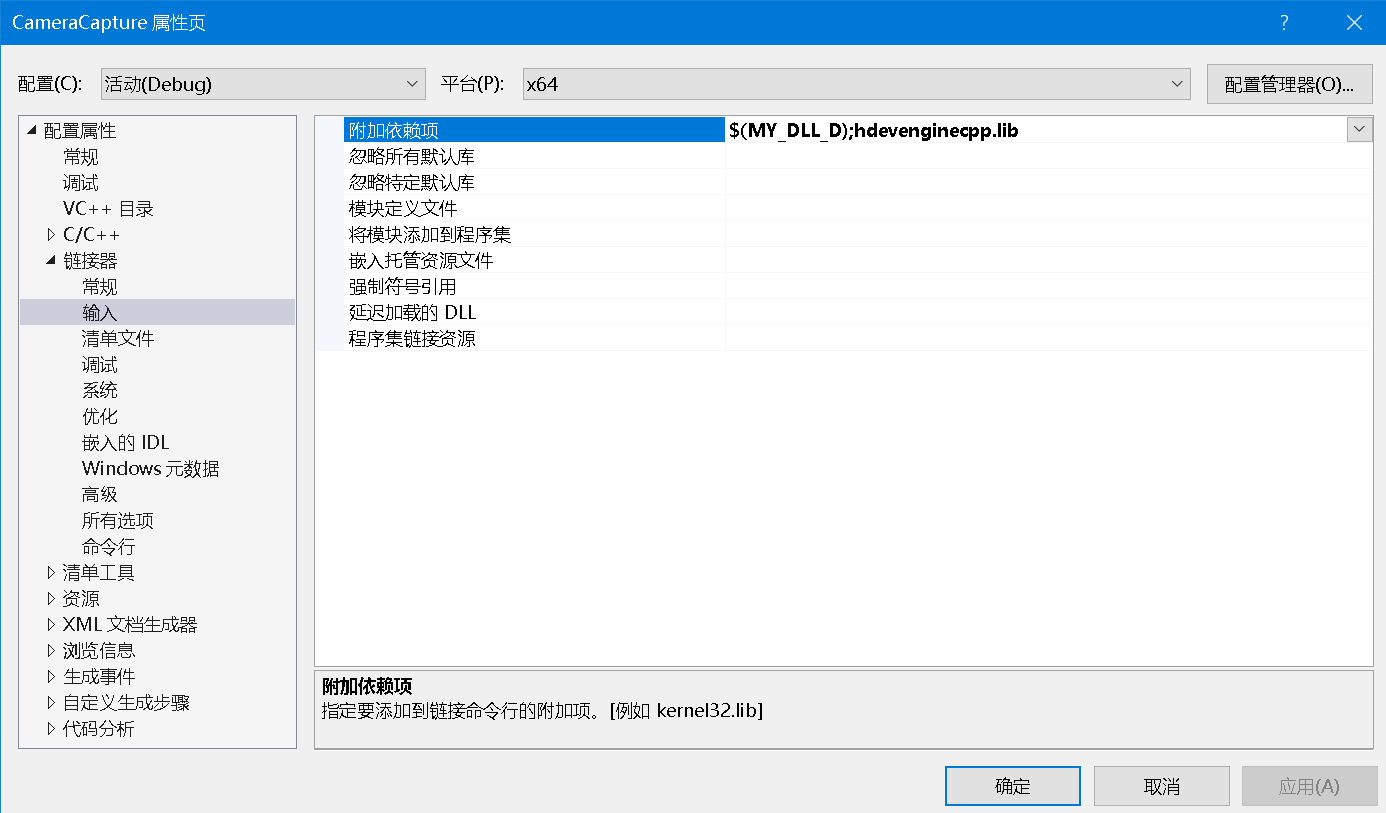 CameraCapture 属性页
配置(C):
活动(Debug)
平台(P):
x64
配置管理器(O)...
配置属性
常规
调试
VC++ 目录
C/C++
链接器
常规
输入
清单文件
调试
系统
优化
嵌入的 IDL
Windows 元数据
高级
所有选项
命令行
清单工具
资源
XML 文档生成器
浏览信息
生成事件
自定义生成步骤
代码分析
附加依赖项 $(MY_DLL_D);hdevenginecpp.lib
忽略所有默认库
忽略特定默认库
模块定义文件
将模块添加到程序集
嵌入托管资源文件
强制符号引用
延迟加载的 DLL
程序集链接资源
附加依赖项
指定要添加到链接命令行的附加项。[例如 kernel32.lib]
确定
取消
应用(A)